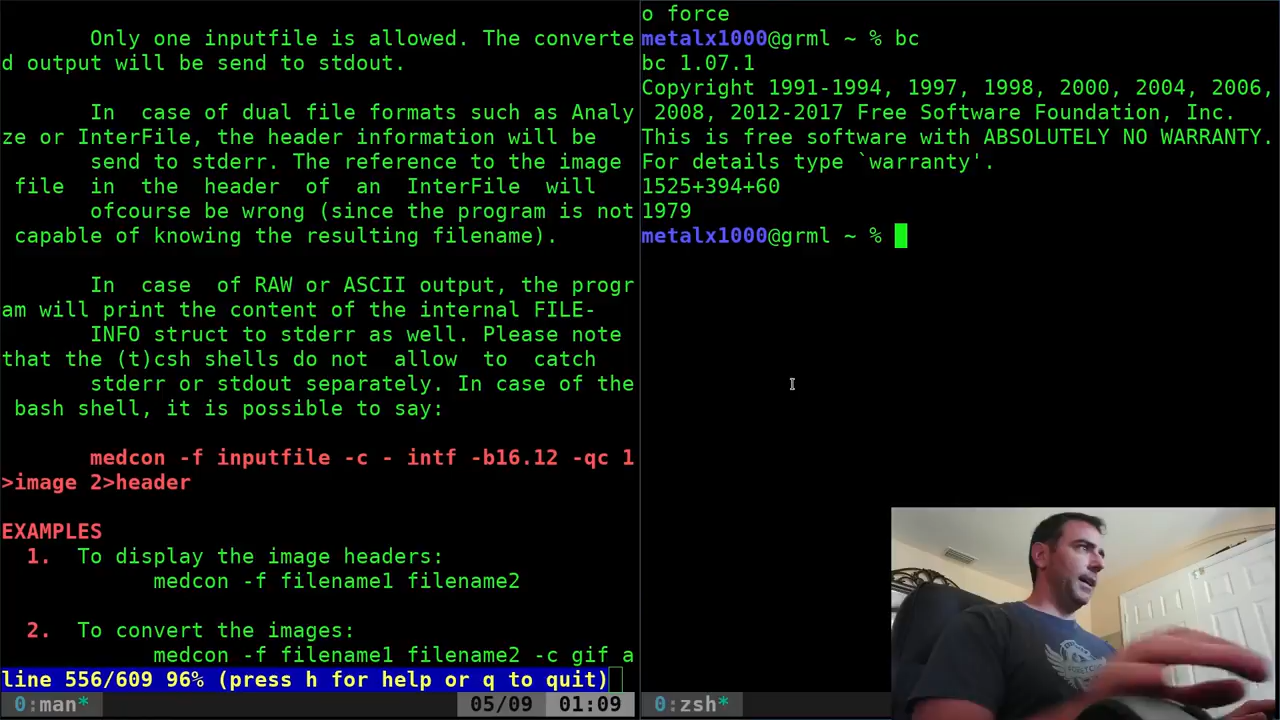 Only one inputfile is allowed. The converte
d output will be send to stdout.
In case of dual file formats such as Analy
ze or InterFile, the header information will be
send to stderr. The reference to the image
file in the header of an InterFile will
ofcourse be wrong (since the program is not
capable of knowing the resulting filename).
In case of RAW or ASCII output, the progr
am will print the content of the internal FILE-
INFO struct to stderr as well. Please note
that the (t)csh shells do not allow to catch
stderr or stdout separately. In case of the
bash shell, it is possible to say:
medcon -f inputfile -c - intf -b16.12 -qc 1
>image 2>header
EXAMPLES
1. To display the image headers:
medcon -f filename1 filename2
2. To convert the images:
medcon -f filename1 filename2 -c gif a
line 556/609 96% (press h for help or q to quit)
0:man* 05/09 01:09
o force
metalx1000@grml ~ % bc
bc 1.07.1
Copyright 1991-1994, 1997, 1998, 2000, 2004, 2006,
2008, 2012-2017 Free Software Foundation, Inc.
This is free software with ABSOLUTELY NO WARRANTY.
For details type `warranty'.
1525+394+60
1979
metalx1000@grml ~ %
0:zsh*